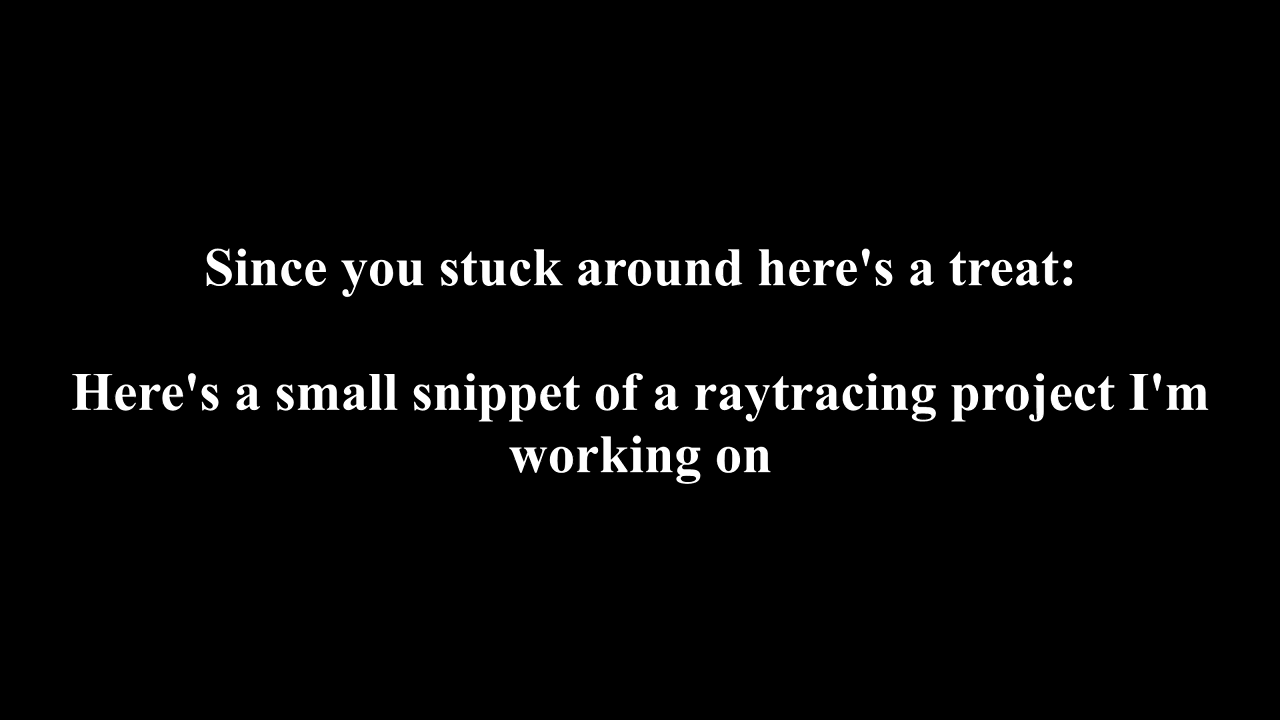 Since you stuck around here's a treat:
Here's a small snippet of a raytracing project I'm
working on